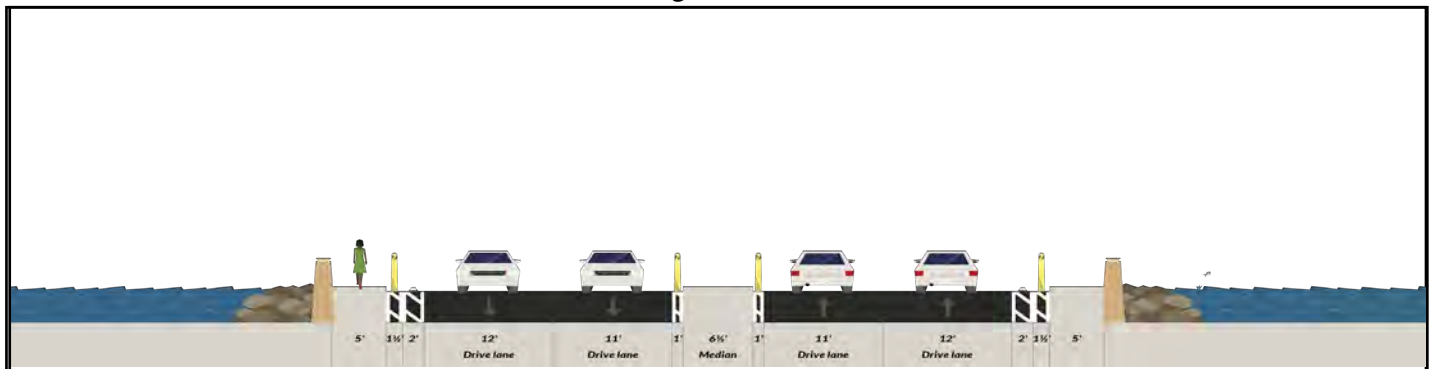 5' 1½' 2' 12' 11' 1' 6½' 1' 11' 12' 2' 1½' 5'
Drive lane Drive lane Median Drive lane Drive lane